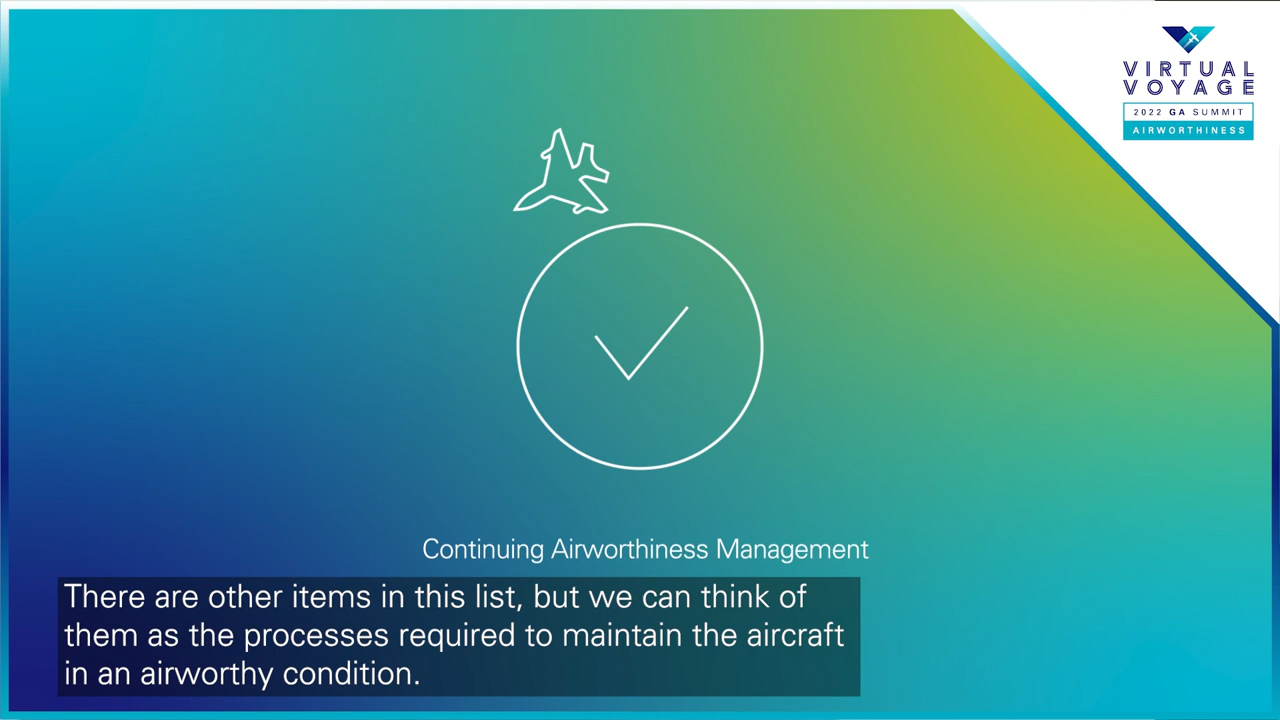 VIRTUAL
VOYAGE
2022 GA SUMMIT
AIRWORTHINESS
Continuing Airworthiness Management
There are other items in this list, but we can think of
them as the processes required to maintain the aircraft
in an airworthy condition.